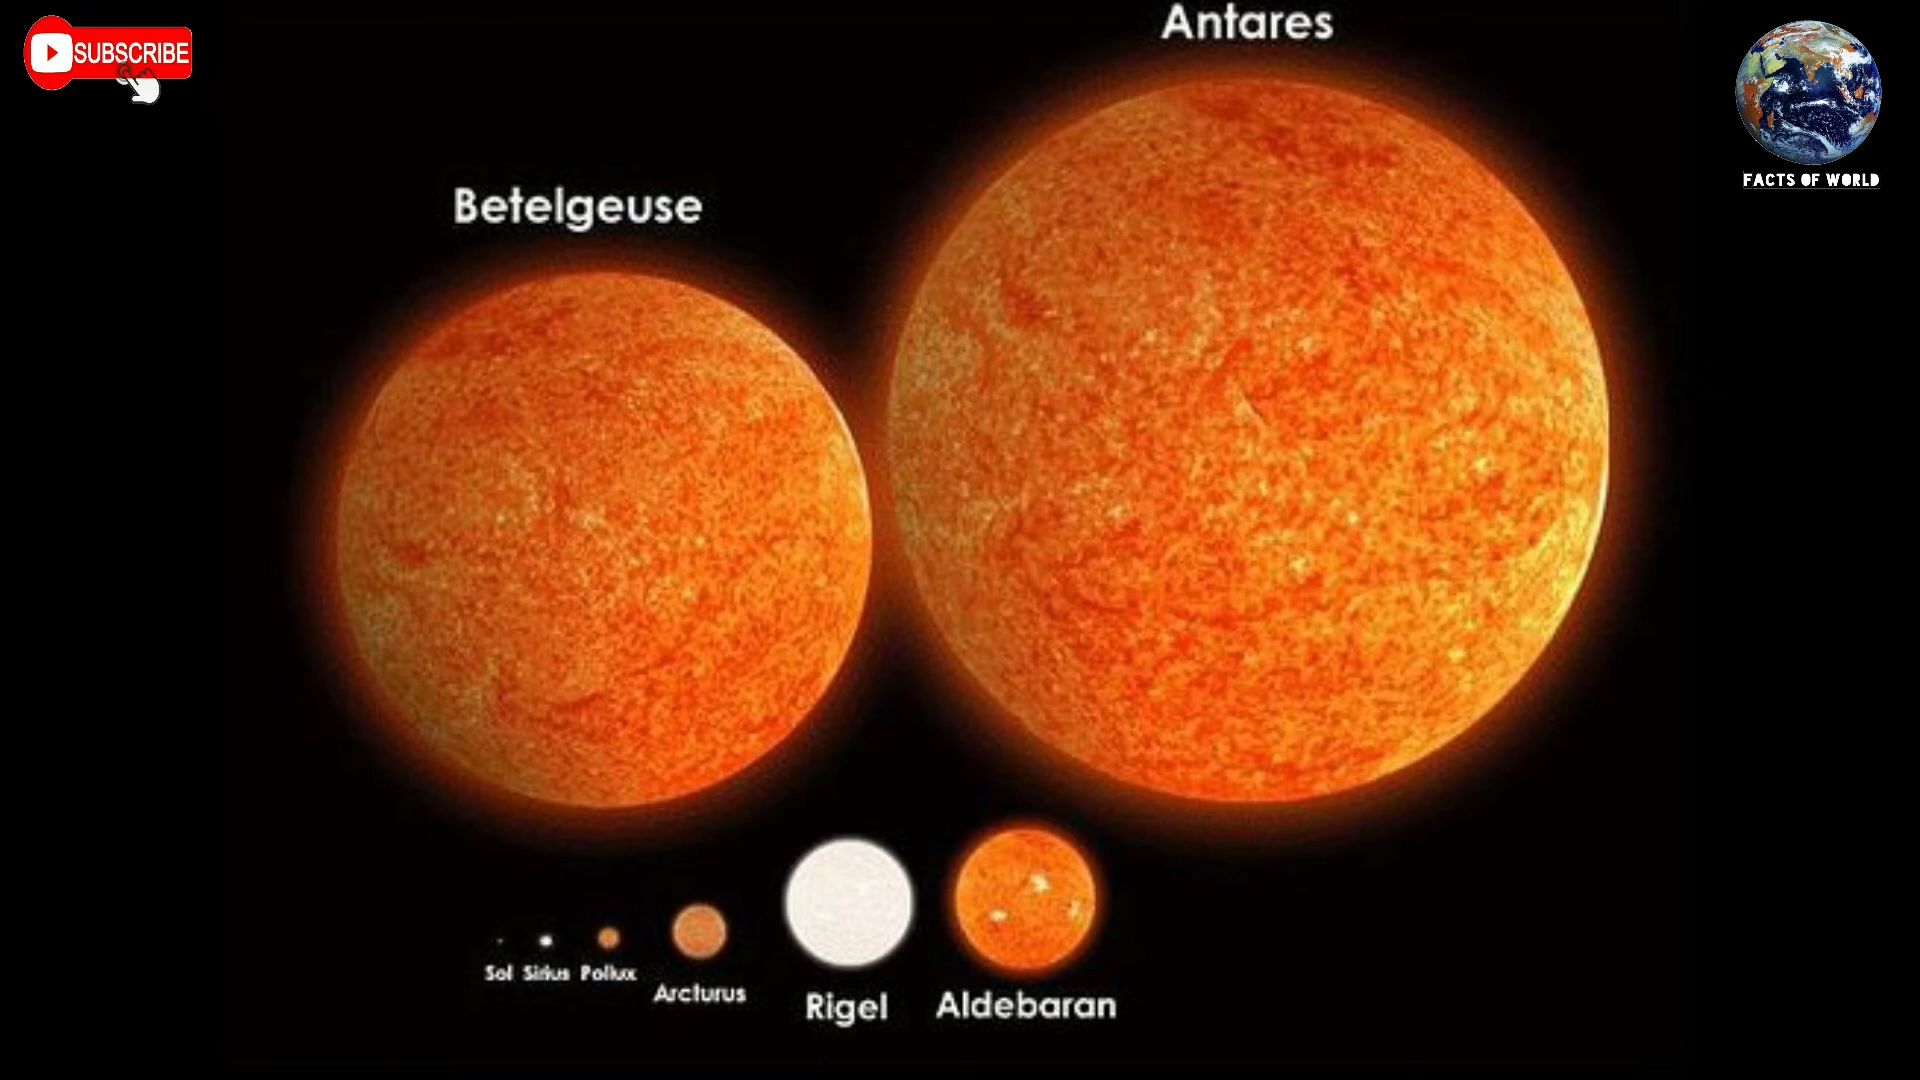 SUBSCRIBE
Antares
FACTS OF WORLD
Betelgeuse
Sol Sirius Pollux
Arcturus
Rigel
Aldebaran